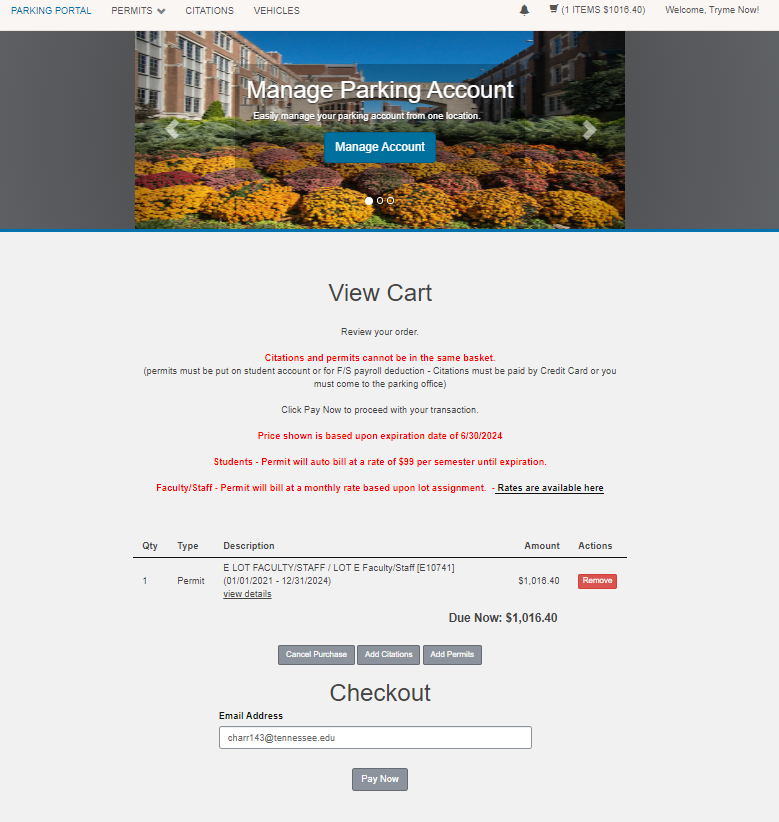 PARKING PORTAL PERMITS CITATIONS VEHICLES (1 ITEMS $1016.40) Welcome, Tryme Now!
Manage Parking Account
Easily manage your parking account from one location.
Manage Account
View Cart
Review your order.
Citations and permits cannot be in the same basket.
(permits must be put on student account or for F/S payroll deduction - Citations must be paid by Credit Card or you
must come to the parking office)
Click Pay Now to proceed with your transaction.
Price shown is based upon expiration date of 6/30/2024
Students - Permit will auto bill at a rate of $99 per semester until expiration.
Faculty/Staff - Permit will bill at a monthly rate based upon lot assignment. - Rates are available here
Qty Type Description Amount Actions
E LOT FACULTY/STAFF / LOT E Faculty/Staff [E10741]
1 Permit (01/01/2021 - 12/31/2024) $1,016.40 Remove
view details
Due Now: $1,016.40
Cancel Purchase Add Citations Add Permits
Checkout
Email Address
charr143@tennessee.edu
Pay Now